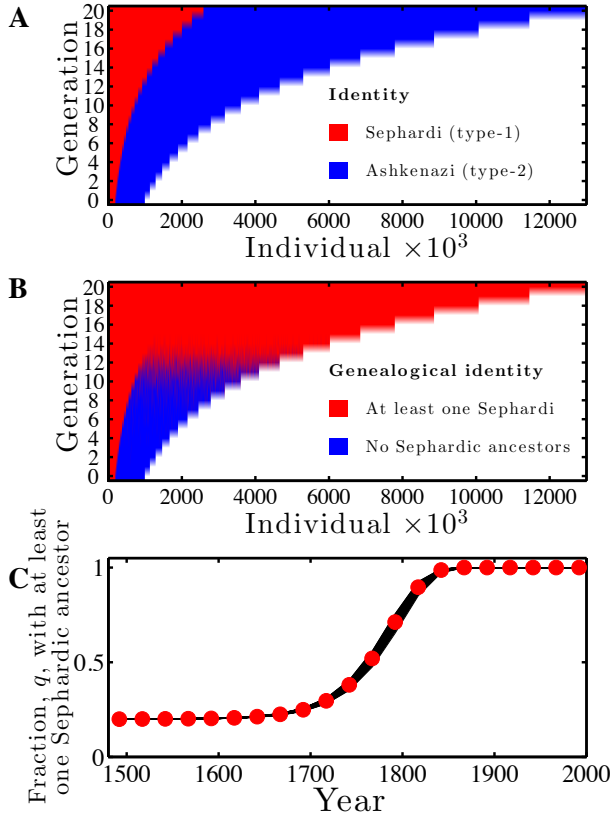 A
Generation
20
18
16
14
12
10
8
6
4
2
0
Identity
Sephardi (type-1)
Ashkenazi (type-2)
0 2000 4000 6000 8000 10000 12000
Individual ×10³
B
Generation
20
18
16
14
12
10
8
6
4
2
0
Genealogical identity
At least one Sephardi
No Sephardic ancestors
0 2000 4000 6000 8000 10000 12000
Individual ×10³
C
Fraction, q, with at least
one Sephardic ancestor
1
0.5
0
1500 1600 1700 1800 1900 2000
Year